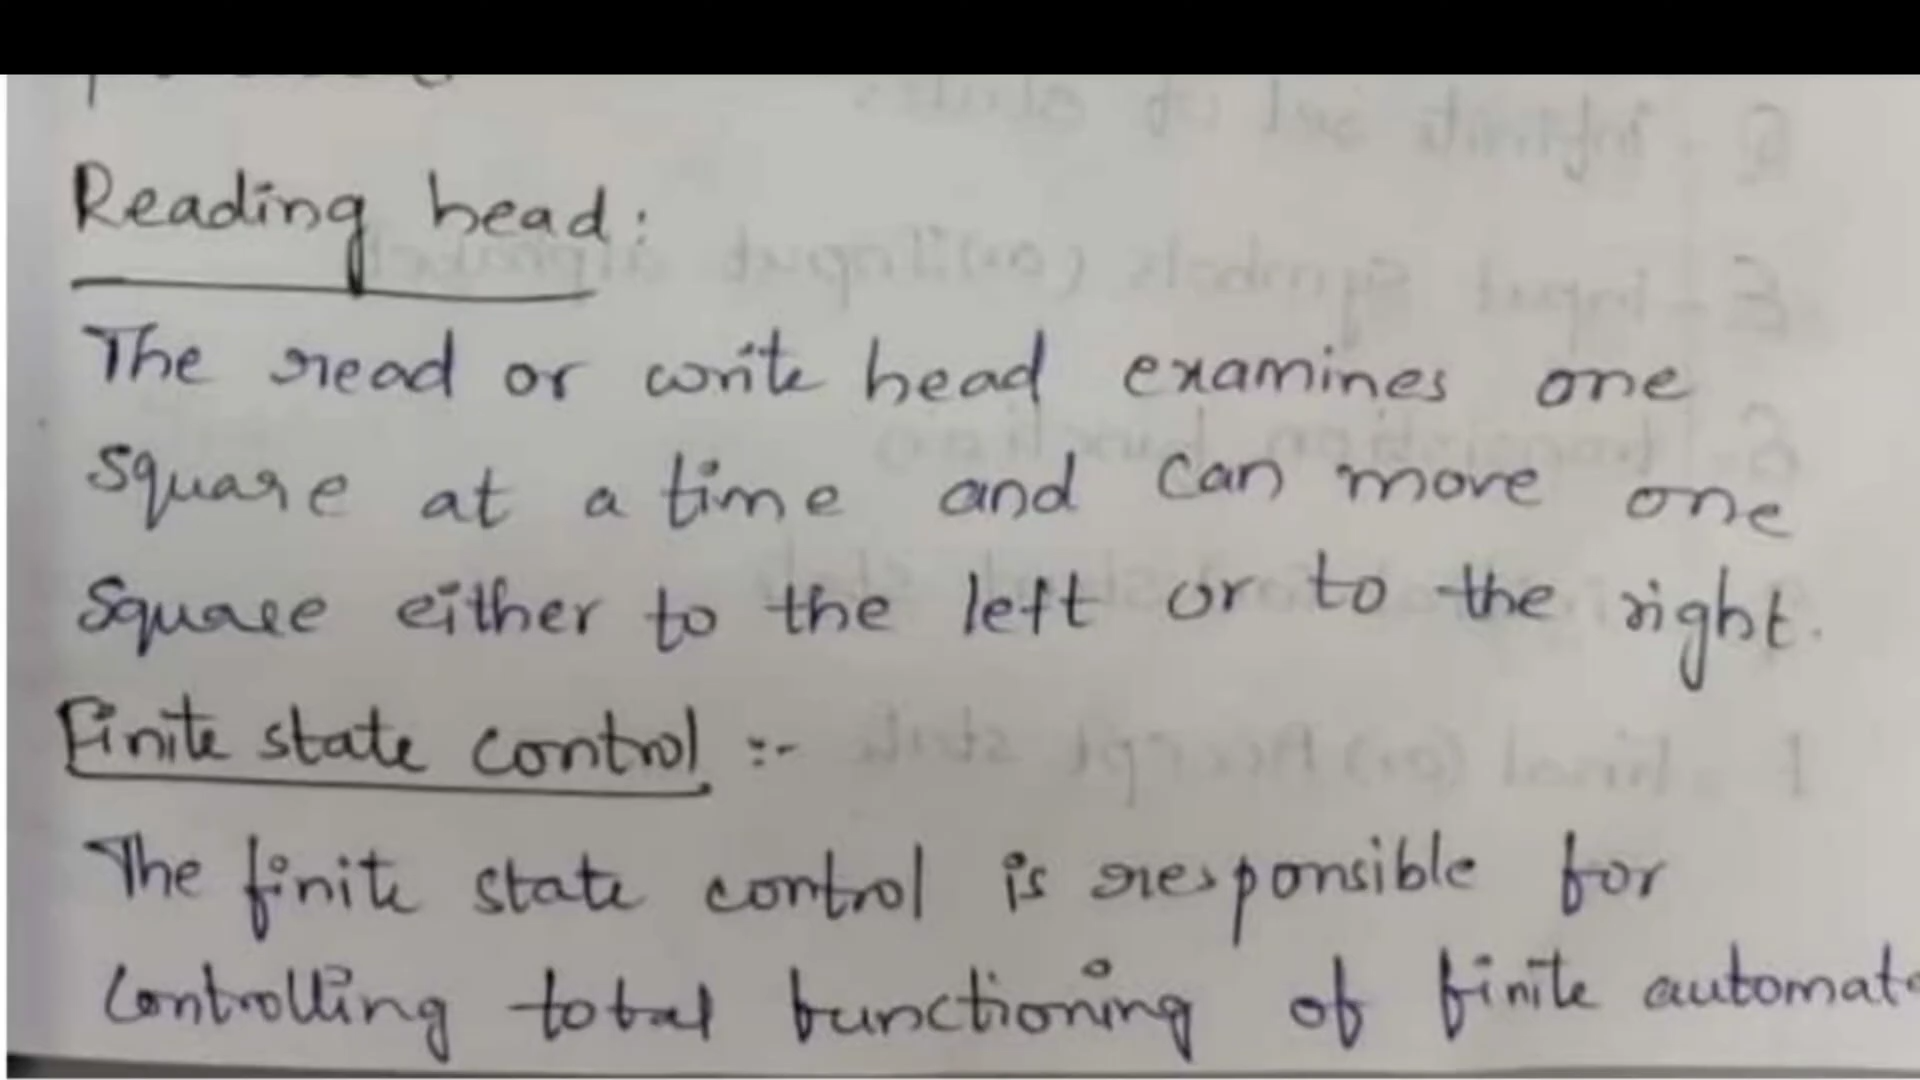 Reading head:
The read or write head examines one
square at a time and can move one
square either to the left or to the right.
Finite state control :-
The finite state control is responsible for
controlling total functioning of finite